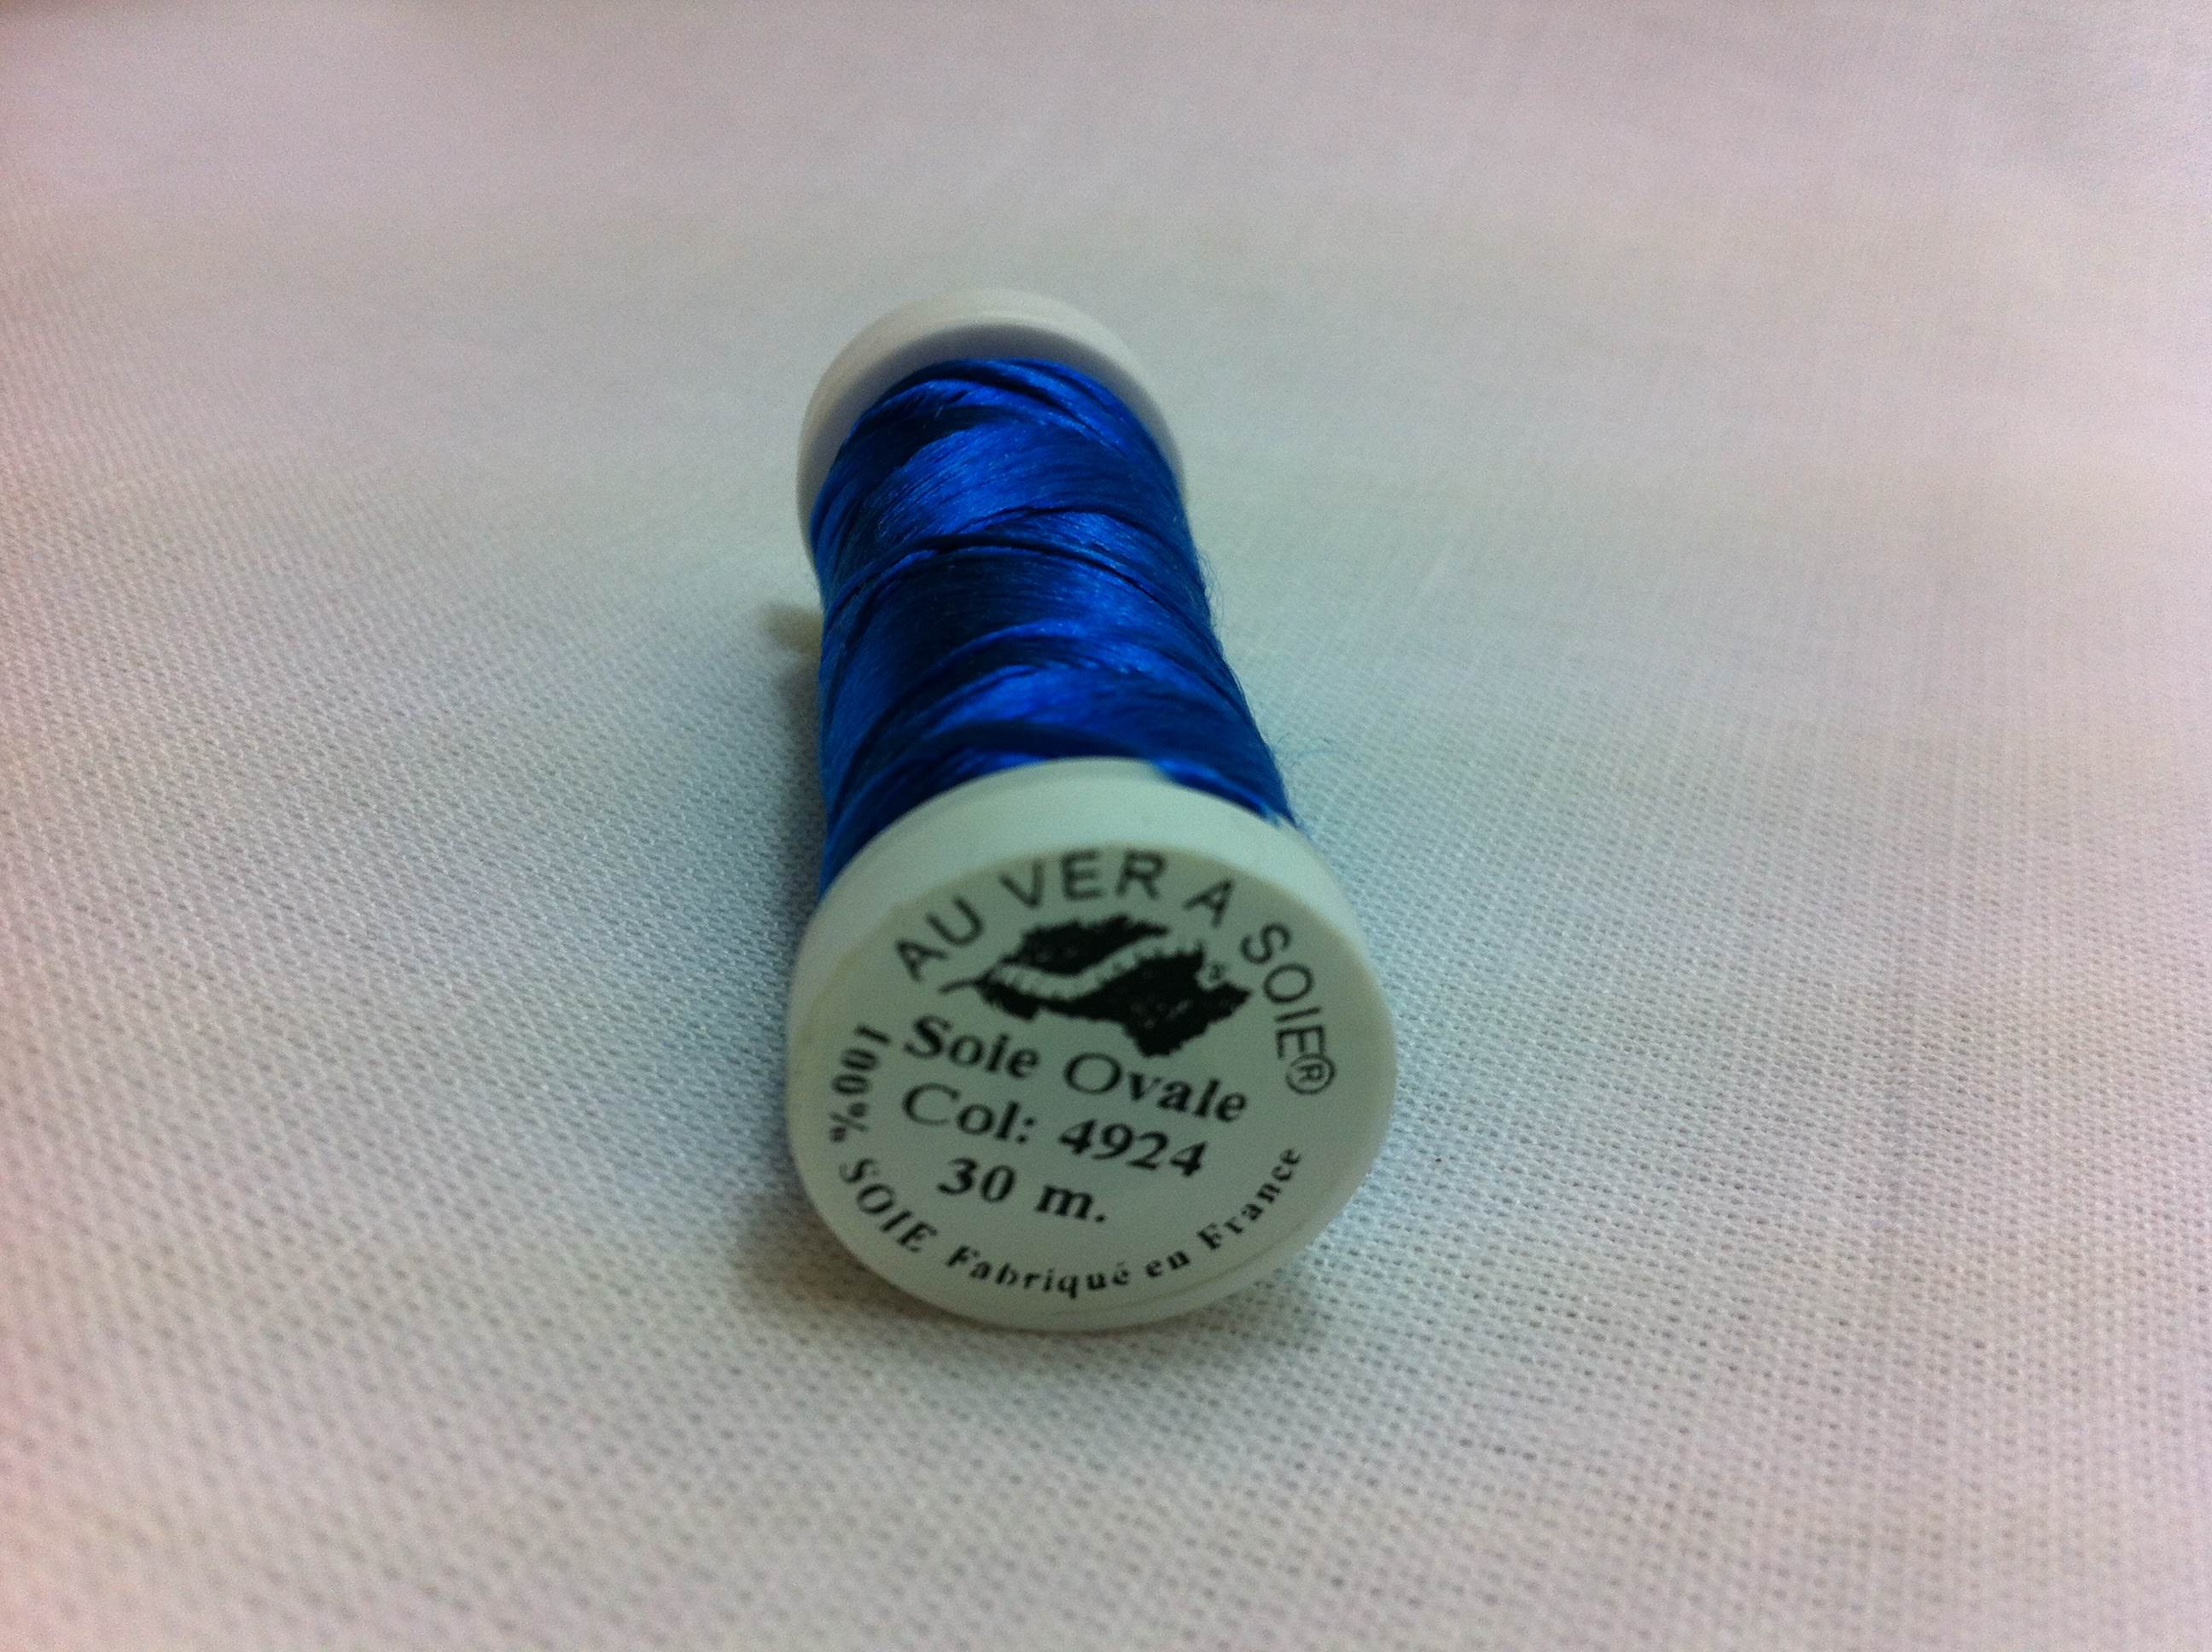 AU VER A SOIE®
Soie Ovale
Col: 4924
30 m.
100% SOIE Fabriqué en France